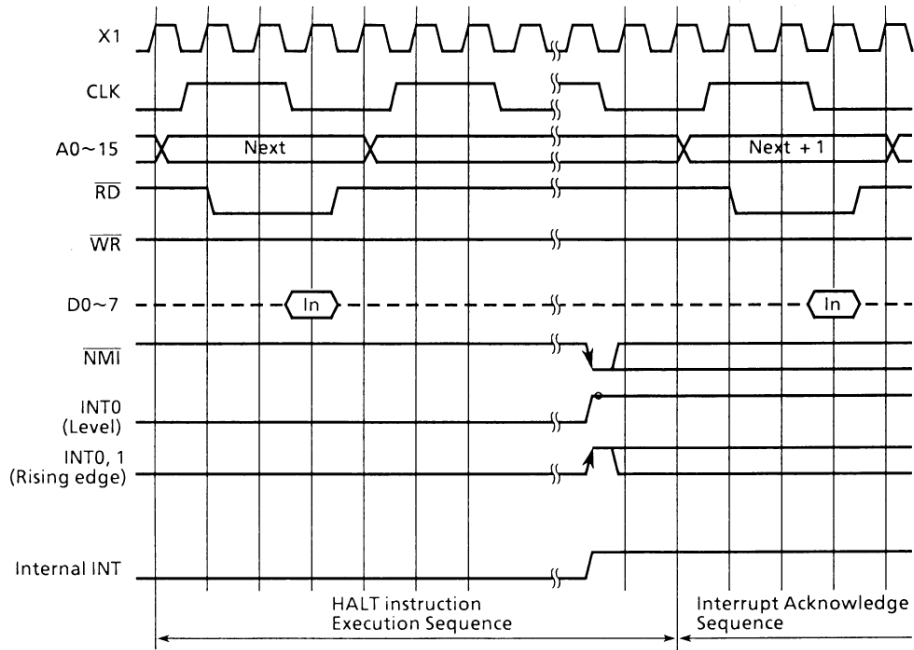 X1
CLK
A0~15
Next
Next + 1
RD
WR
D0~7
In
In
NMI
INT0
(Level)
INT0, 1
(Rising edge)
Internal INT
HALT instruction
Execution Sequence
Interrupt Acknowledge
Sequence